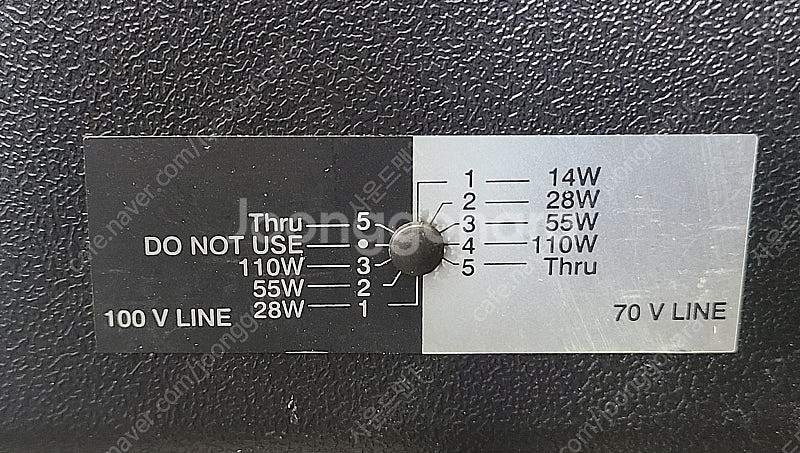 Thru 5
DO NOT USE •
110W 3
55W 2
28W 1
100 V LINE
1 14W
2 28W
3 55W
4 110W
5 Thru
70 V LINE
Joonggonara